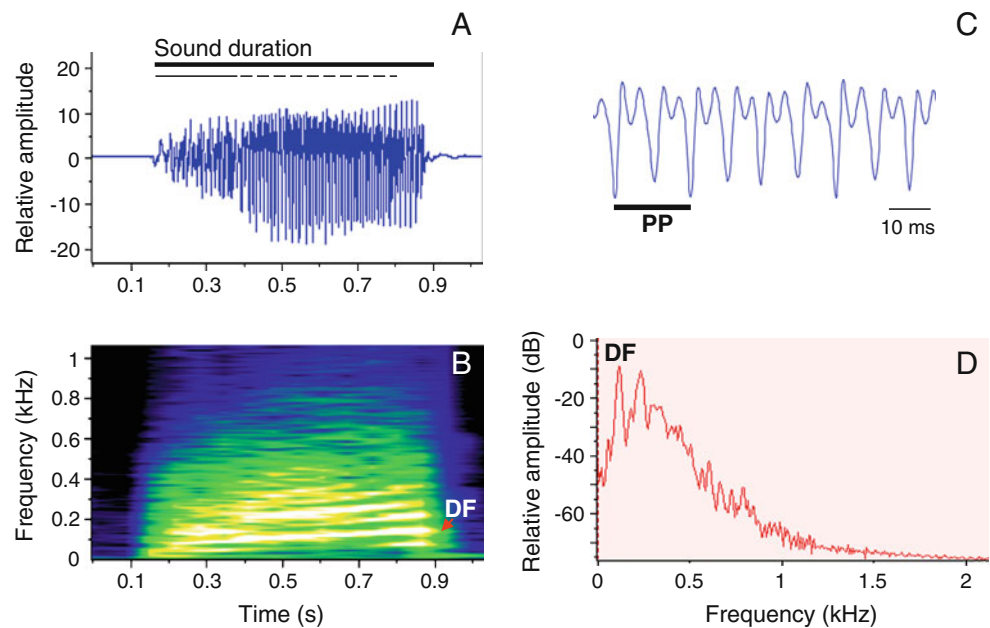 A
Sound duration
Relative amplitude
20
10
0
-10
-20
0.1 0.3 0.5 0.7 0.9
C
PP
10 ms
B
Frequency (kHz)
1
0.8
0.6
0.4
0.2
0
DF
0.1 0.3 0.5 0.7 0.9
Time (s)
D
DF
Relative amplitude (dB)
0
-20
-40
-60
0 0.5 1 1.5 2
Frequency (kHz)